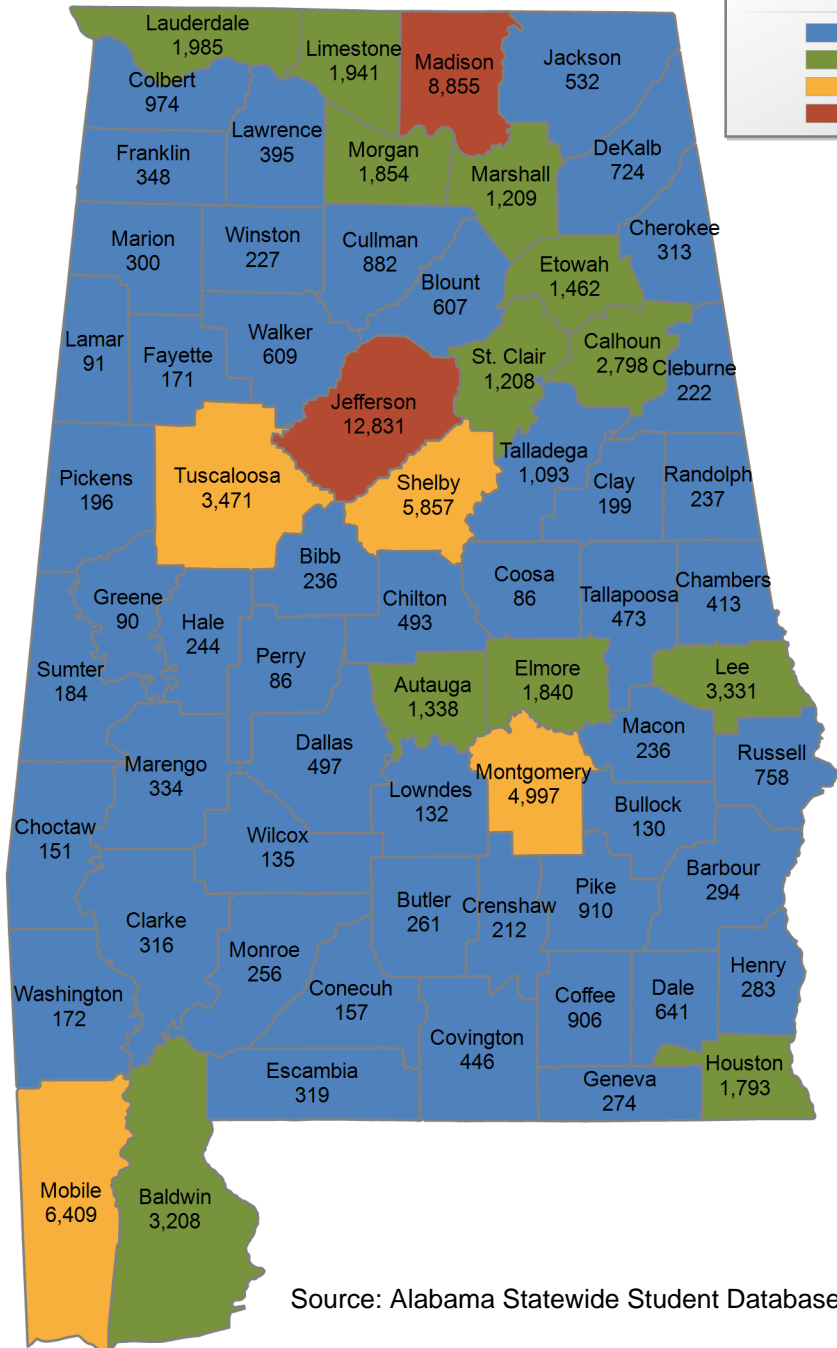 Lauderdale
1,985
Limestone
1,941
Madison
8,855
Jackson
532
Colbert
974
Lawrence
395
Franklin
348
Morgan
1,854
Marshall
1,209
DeKalb
724
Cherokee
313
Marion
300
Winston
227
Cullman
882
Blount
607
Etowah
1,462
Lamar
91
Fayette
171
Walker
609
St. Clair
1,208
Calhoun
2,798
Cleburne
222
Jefferson
12,831
Pickens
196
Tuscaloosa
3,471
Shelby
5,857
Talladega
1,093
Clay
199
Randolph
237
Bibb
236
Greene
90
Hale
244
Chilton
493
Coosa
86
Tallapoosa
473
Chambers
413
Sumter
184
Perry
86
Autauga
1,338
Elmore
1,840
Lee
3,331
Macon
236
Russell
758
Marengo
334
Dallas
497
Lowndes
132
Montgomery
4,997
Bullock
130
Choctaw
151
Wilcox
135
Butler
261
Crenshaw
212
Pike
910
Barbour
294
Clarke
316
Monroe
256
Conecuh
157
Washington
172
Covington
446
Coffee
906
Dale
641
Henry
283
Escambia
319
Geneva
274
Houston
1,793
Mobile
6,409
Baldwin
3,208
Source: Alabama Statewide Student Database